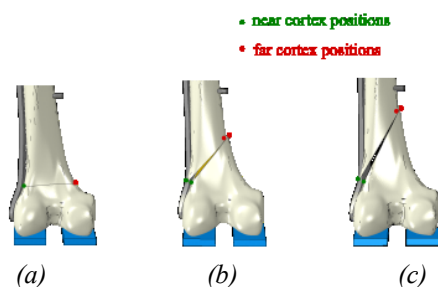 near cortex positions
far cortex positions
(a)
(b)
(c)